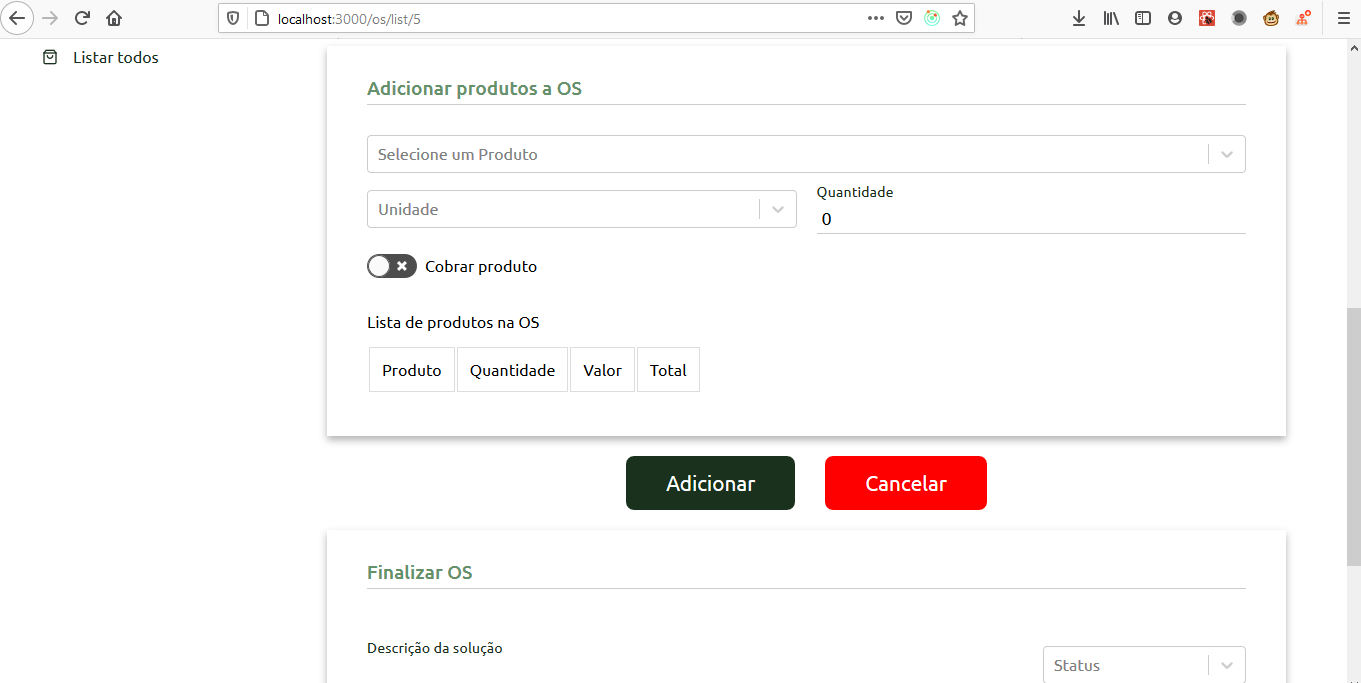 localhost:3000/os/list/5
Listar todos
Adicionar produtos a OS
Selecione um Produto
Unidade
Quantidade
0
Cobrar produto
Lista de produtos na OS
Produto Quantidade Valor Total
Adicionar Cancelar
Finalizar OS
Descrição da solução
Status